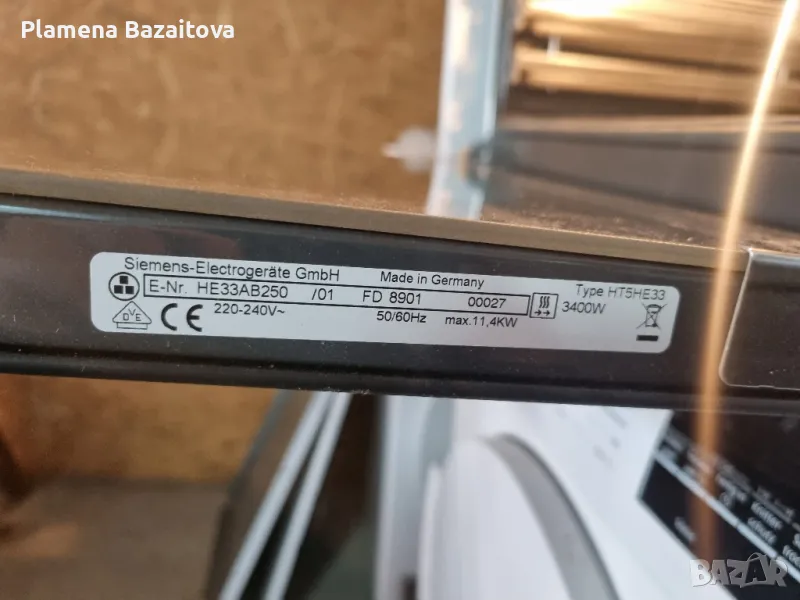 Plamena Bazaitova
Siemens-Electrogeräte GmbH Made in Germany Type HT5HE33
E-Nr. HE33AB250 /01 FD 8901 00027 3400W
DVE CE 220-240V~ 50/60Hz max.11,4KW
BAZAR